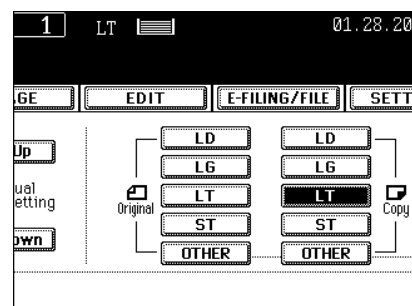 1 LT 01.28.20
.GE EDIT E-FILING/FILE SETT
LD LD
Up LG LG
ual
etting LT LT
Original Copy
ST ST
own
OTHER OTHER